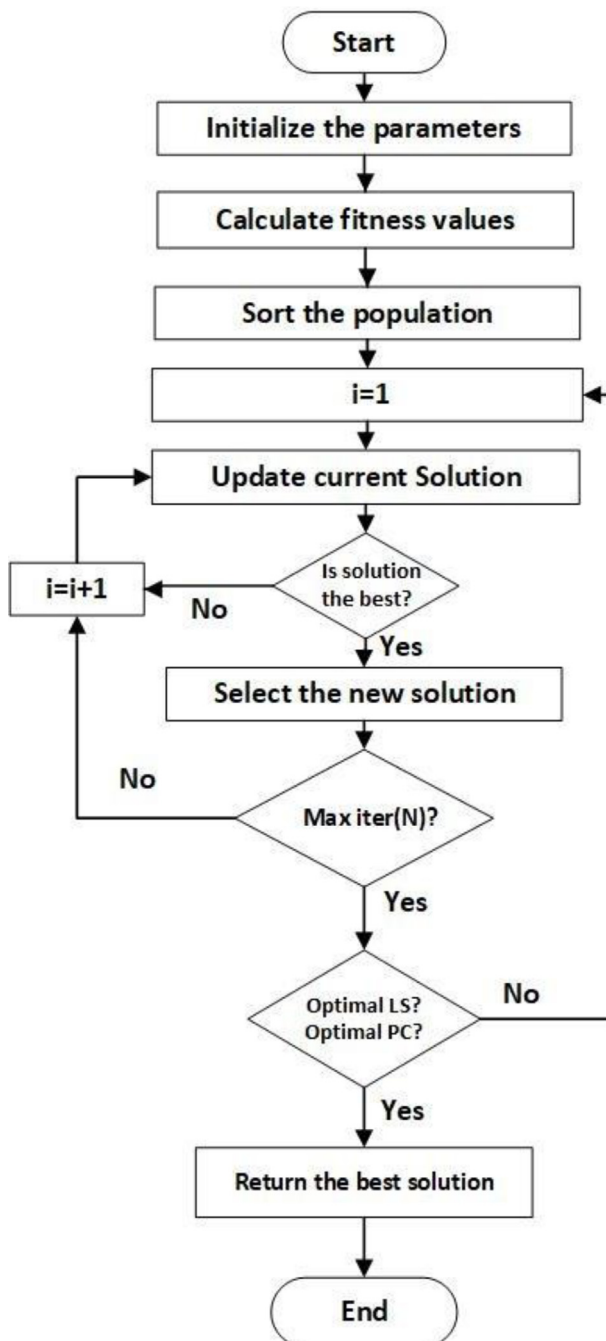 Start
Initialize the parameters
Calculate fitness values
Sort the population
i=1
Update current Solution
Is solution
the best?
i=i+1
No
Yes
Select the new solution
No
Max iter(N)?
Yes
Optimal LS?
Optimal PC?
No
Yes
Return the best solution
End